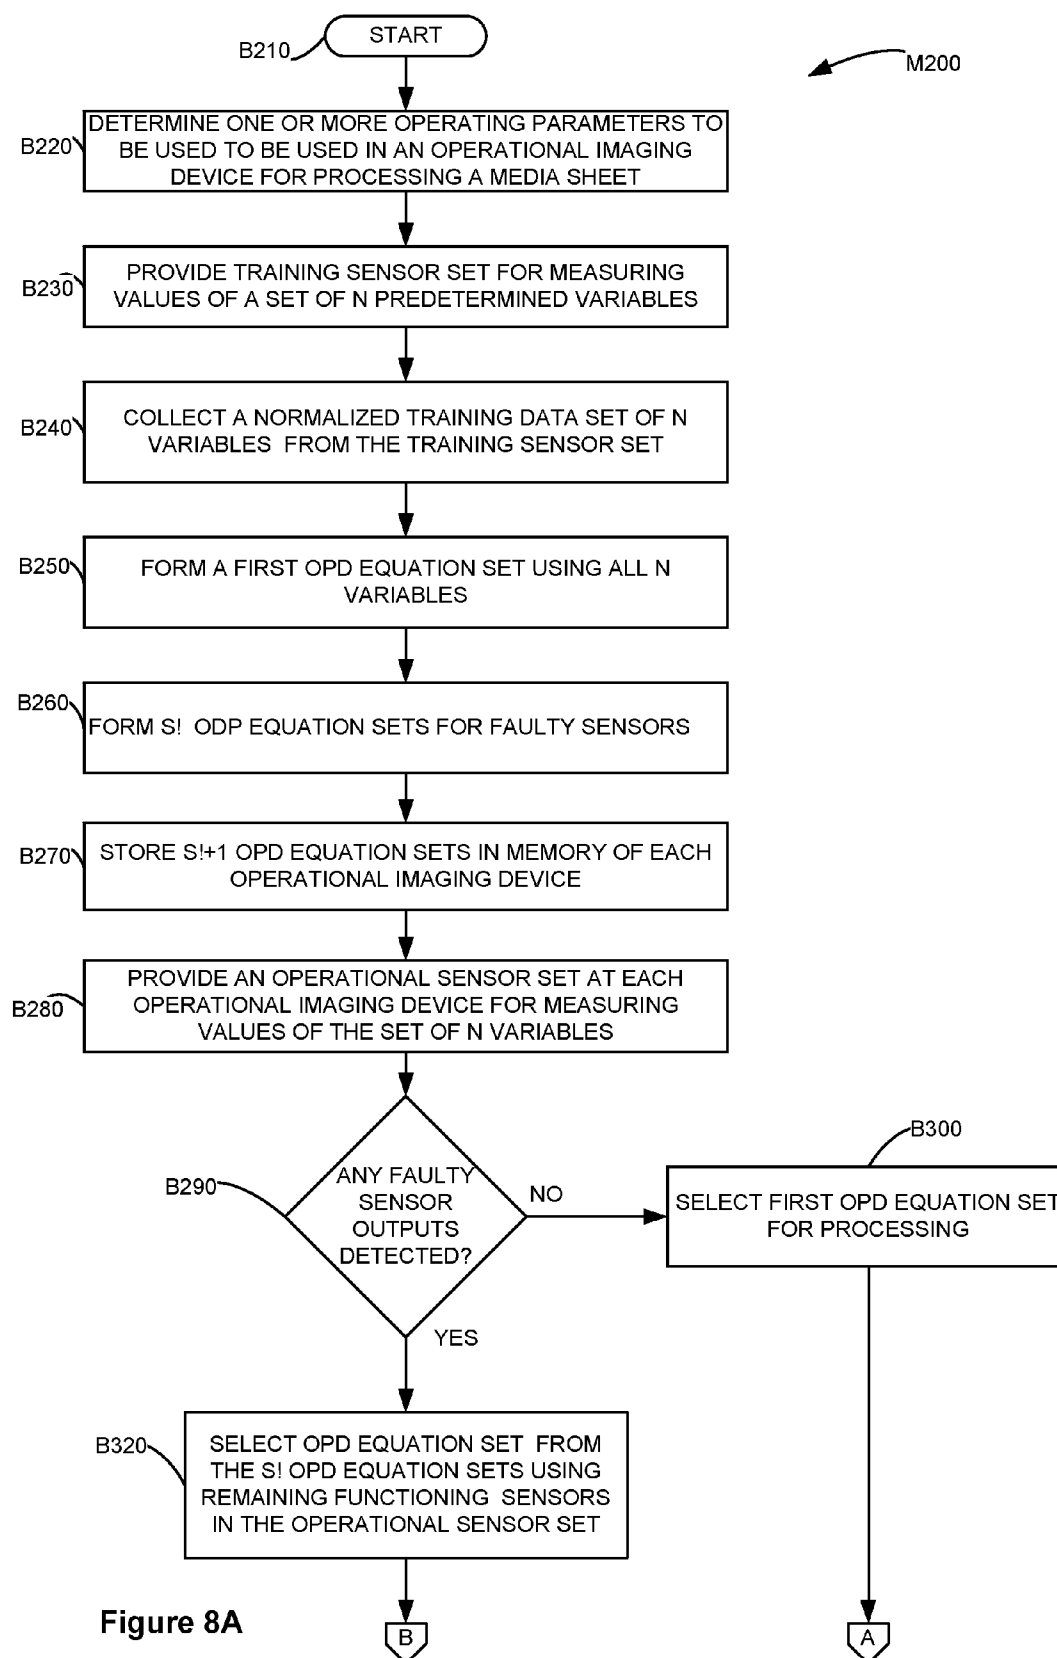 START
B210
M200
DETERMINE ONE OR MORE OPERATING PARAMETERS TO
BE USED TO BE USED IN AN OPERATIONAL IMAGING
DEVICE FOR PROCESSING A MEDIA SHEET
B220
PROVIDE TRAINING SENSOR SET FOR MEASURING
VALUES OF A SET OF N PREDETERMINED VARIABLES
B230
COLLECT A NORMALIZED TRAINING DATA SET OF N
VARIABLES FROM THE TRAINING SENSOR SET
B240
FORM A FIRST OPD EQUATION SET USING ALL N
VARIABLES
B250
FORM S! ODP EQUATION SETS FOR FAULTY SENSORS
B260
STORE S!+1 OPD EQUATION SETS IN MEMORY OF EACH
OPERATIONAL IMAGING DEVICE
B270
PROVIDE AN OPERATIONAL SENSOR SET AT EACH
OPERATIONAL IMAGING DEVICE FOR MEASURING
VALUES OF THE SET OF N VARIABLES
B280
ANY FAULTY
SENSOR
OUTPUTS
DETECTED?
B290
NO
YES
B300
SELECT FIRST OPD EQUATION SET
FOR PROCESSING
B320
SELECT OPD EQUATION SET FROM
THE S! OPD EQUATION SETS USING
REMAINING FUNCTIONING SENSORS
IN THE OPERATIONAL SENSOR SET
Figure 8A
B
A